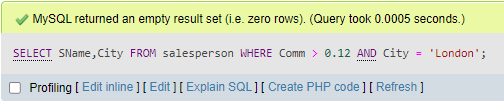 MySQL returned an empty result set (i.e. zero rows). (Query took 0.0005 seconds.)
SELECT SName,City FROM salesperson WHERE Comm > 0.12 AND City = 'London';
Profiling [ Edit inline ] [ Edit ] [ Explain SQL ] [ Create PHP code ] [ Refresh ]